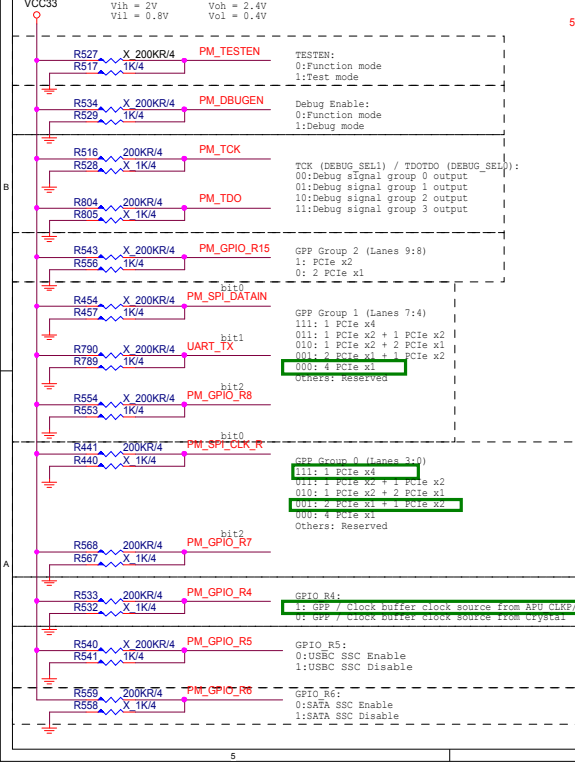 VCC33
Vih = 2V Voh = 2.4V
Vil = 0.8V Vol = 0.4V
5
R527 X_200KR/4 PM_TESTEN
R517 1K/4
TESTEN:
0:Function mode
1:Test mode
R534 X_200KR/4 PM_DBUGEN
R529 1K/4
Debug Enable:
0:Function mode
1:Debug mode
R516 200KR/4 PM_TCK
R528 X_1K/4
TCK (DEBUG_SEL1) / TDOTDO (DEBUG_SEL0):
00:Debug signal group 0 output
01:Debug signal group 1 output
10:Debug signal group 2 output
11:Debug signal group 3 output
B
R804 200KR/4 PM_TDO
R805 X_1K/4
R543 X_200KR/4 PM_GPIO_R15
R556 1K/4
GPP Group 2 (Lanes 9:8)
1: PCIe x2
0: 2 PCIe x1
bit0
R454 X_200KR/4 PM_SPI_DATAIN
R457 1K/4
GPP Group 1 (Lanes 7:4)
111: 1 PCIe x4
011: 1 PCIe x2 + 1 PCIe x2
010: 1 PCIe x2 + 2 PCIe x1
001: 2 PCIe x1 + 1 PCIe x2
000: 4 PCIe x1
Others: Reserved
bit1
R790 X_200KR/4 UART_TX
R789 1K/4
bit2
R554 X_200KR/4 PM_GPIO_R8
R553 1K/4
bit0
R441 200KR/4 PM_SPI_CLK_R
R440 X_1K/4
GPP Group 0 (Lanes 3:0)
111: 1 PCIe x4
011: 1 PCIe x2 + 1 PCIe x2
010: 1 PCIe x2 + 2 PCIe x1
001: 2 PCIe x1 + 1 PCIe x2
000: 4 PCIe x1
Others: Reserved
bit2
R568 200KR/4 PM_GPIO_R7
R567 X_1K/4
A
R533 200KR/4 PM_GPIO_R4
R532 X_1K/4
GPIO_R4:
1: GPP / Clock buffer clock source from APU CLKP/
0: GPP / Clock buffer clock source from Crystal
R540 X_200KR/4 PM_GPIO_R5
R541 1K/4
GPIO_R5:
0:USBC SSC Enable
1:USBC SSC Disable
R559 200KR/4 PM_GPIO_R6
R558 X_1K/4
GPIO_R6:
0:SATA SSC Enable
1:SATA SSC Disable
5